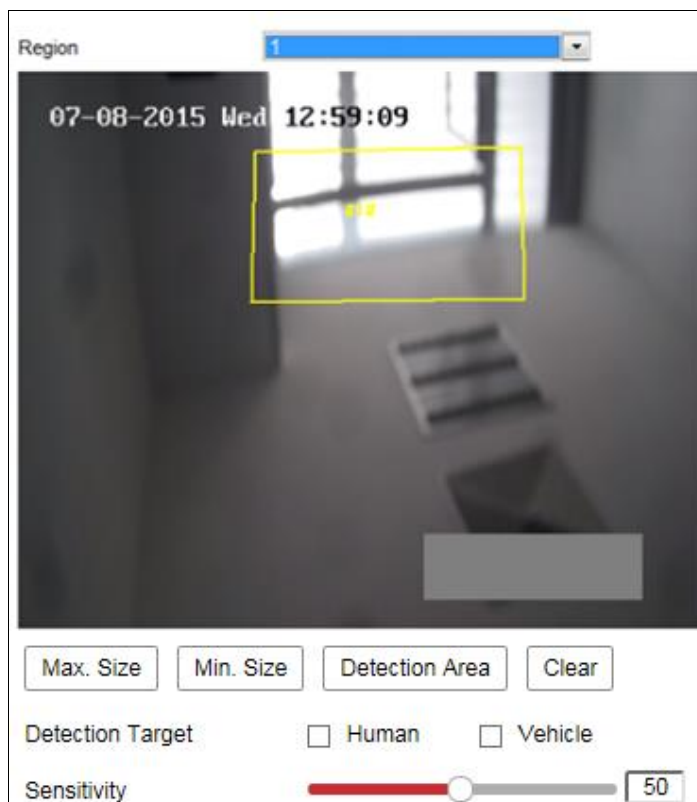 Region 1
07-08-2015 Wed 12:59:09
#1#
Max. Size Min. Size Detection Area Clear
Detection Target Human Vehicle
Sensitivity 50